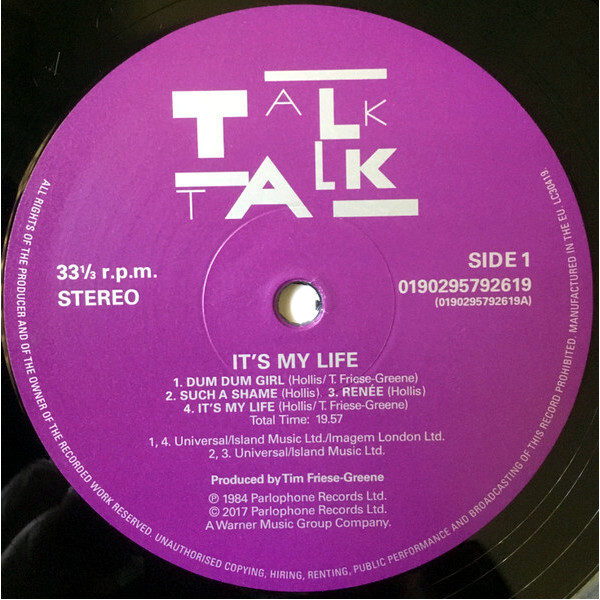 TALK
TALK
33⅓ r.p.m.
STEREO
SIDE 1
0190295792619
(0190295792619A)
IT'S MY LIFE
1. DUM DUM GIRL (Hollis/T. Friese-Greene)
2. SUCH A SHAME (Hollis) 3. RENÉE (Hollis)
4. IT'S MY LIFE (Hollis/T. Friese-Greene)
Total Time: 19.57
1, 4. Universal/Island Music Ltd./Imagem London Ltd.
2, 3. Universal/Island Music Ltd.
Produced by Tim Friese-Greene
℗ 1984 Parlophone Records Ltd.
© 2017 Parlophone Records Ltd.
A Warner Music Group Company.
ALL RIGHTS OF THE PRODUCER AND OF THE OWNER OF THE RECORDED WORK RESERVED. UNAUTHORISED COPYING, HIRING, RENTING, PUBLIC PERFORMANCE AND BROADCASTING OF THIS RECORD PROHIBITED. MANUFACTURED IN THE EU. LC30419.